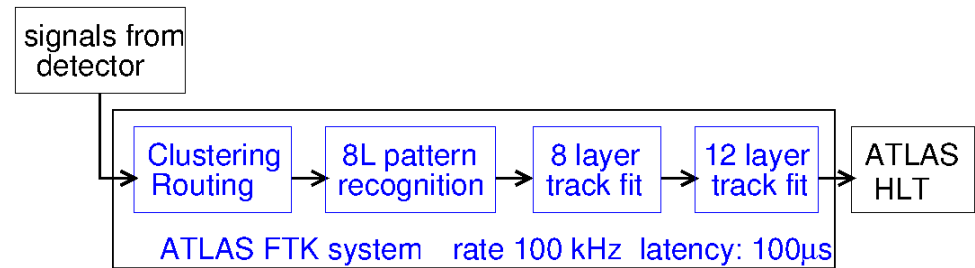 signals from
detector
Clustering
Routing
8L pattern
recognition
8 layer
track fit
12 layer
track fit
ATLAS
HLT
ATLAS FTK system rate 100 kHz latency: 100μs